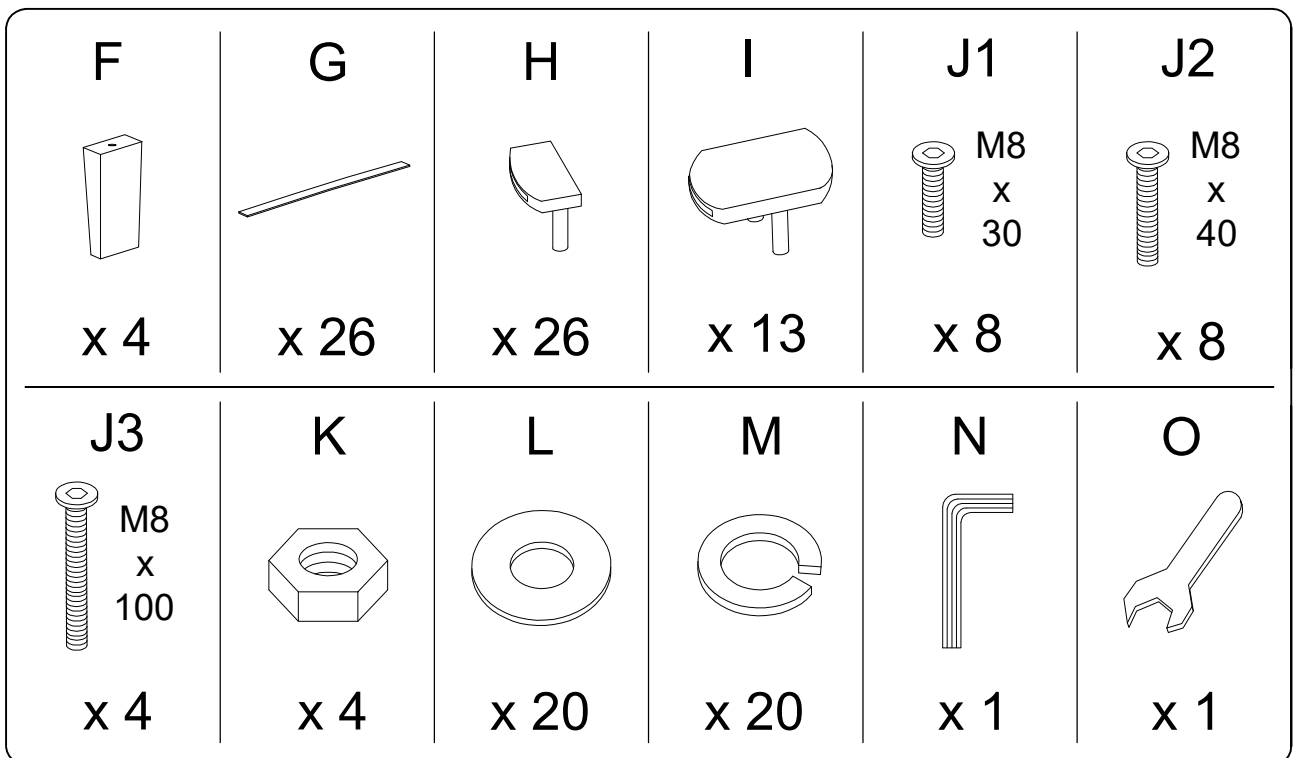 F G H I J1 J2
M8 x 30
M8 x 40
x 4 x 26 x 26 x 13 x 8 x 8
J3 K L M N O
M8 x 100
x 4 x 4 x 20 x 20 x 1 x 1